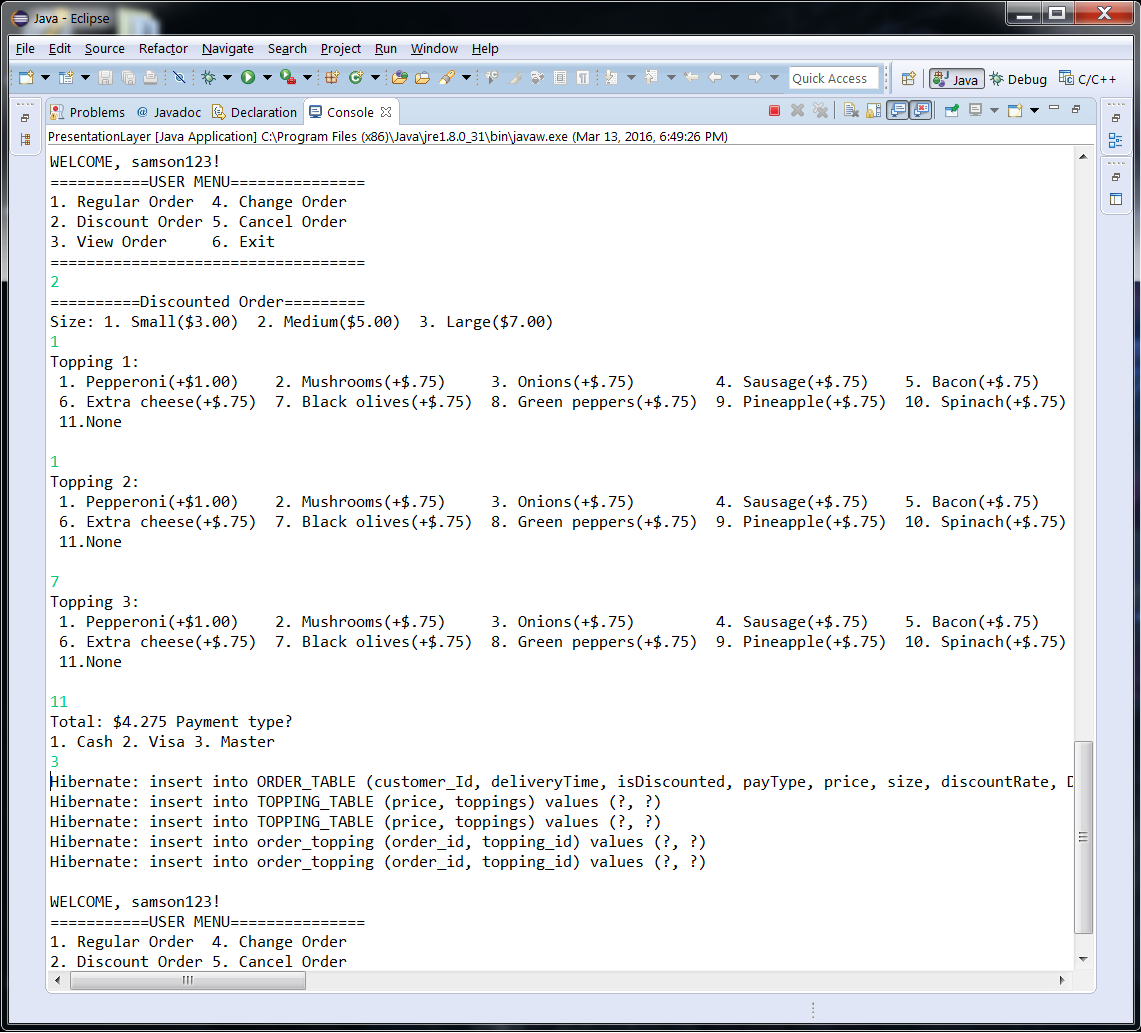 Java - Eclipse
File Edit Source Refactor Navigate Search Project Run Window Help
Quick Access Java Debug C/C++
Problems @ Javadoc Declaration Console
PresentationLayer [Java Application] C:\Program Files (x86)\Java\jre1.8.0_31\bin\javaw.exe (Mar 13, 2016, 6:49:26 PM)
WELCOME, samson123!
===========USER MENU===============
1. Regular Order  4. Change Order
2. Discount Order 5. Cancel Order
3. View Order     6. Exit
===================================
2
==========Discounted Order=========
Size: 1. Small($3.00)  2. Medium($5.00)  3. Large($7.00)
1
Topping 1:
1. Pepperoni(+$1.00)    2. Mushrooms(+$.75)     3. Onions(+$.75)         4. Sausage(+$.75)    5. Bacon(+$.75)
6. Extra cheese(+$.75)  7. Black olives(+$.75)  8. Green peppers(+$.75)  9. Pineapple(+$.75)  10. Spinach(+$.75)
11.None
1
Topping 2:
1. Pepperoni(+$1.00)    2. Mushrooms(+$.75)     3. Onions(+$.75)         4. Sausage(+$.75)    5. Bacon(+$.75)
6. Extra cheese(+$.75)  7. Black olives(+$.75)  8. Green peppers(+$.75)  9. Pineapple(+$.75)  10. Spinach(+$.75)
11.None
7
Topping 3:
1. Pepperoni(+$1.00)    2. Mushrooms(+$.75)     3. Onions(+$.75)         4. Sausage(+$.75)    5. Bacon(+$.75)
6. Extra cheese(+$.75)  7. Black olives(+$.75)  8. Green peppers(+$.75)  9. Pineapple(+$.75)  10. Spinach(+$.75)
11.None
11
Total: $4.275 Payment type?
1. Cash 2. Visa 3. Master
3
Hibernate: insert into ORDER_TABLE (customer_Id, deliveryTime, isDiscounted, payType, price, size, discountRate, D
Hibernate: insert into TOPPING_TABLE (price, toppings) values (?, ?)
Hibernate: insert into TOPPING_TABLE (price, toppings) values (?, ?)
Hibernate: insert into order_topping (order_id, topping_id) values (?, ?)
Hibernate: insert into order_topping (order_id, topping_id) values (?, ?)
WELCOME, samson123!
===========USER MENU===============
1. Regular Order  4. Change Order
2. Discount Order 5. Cancel Order